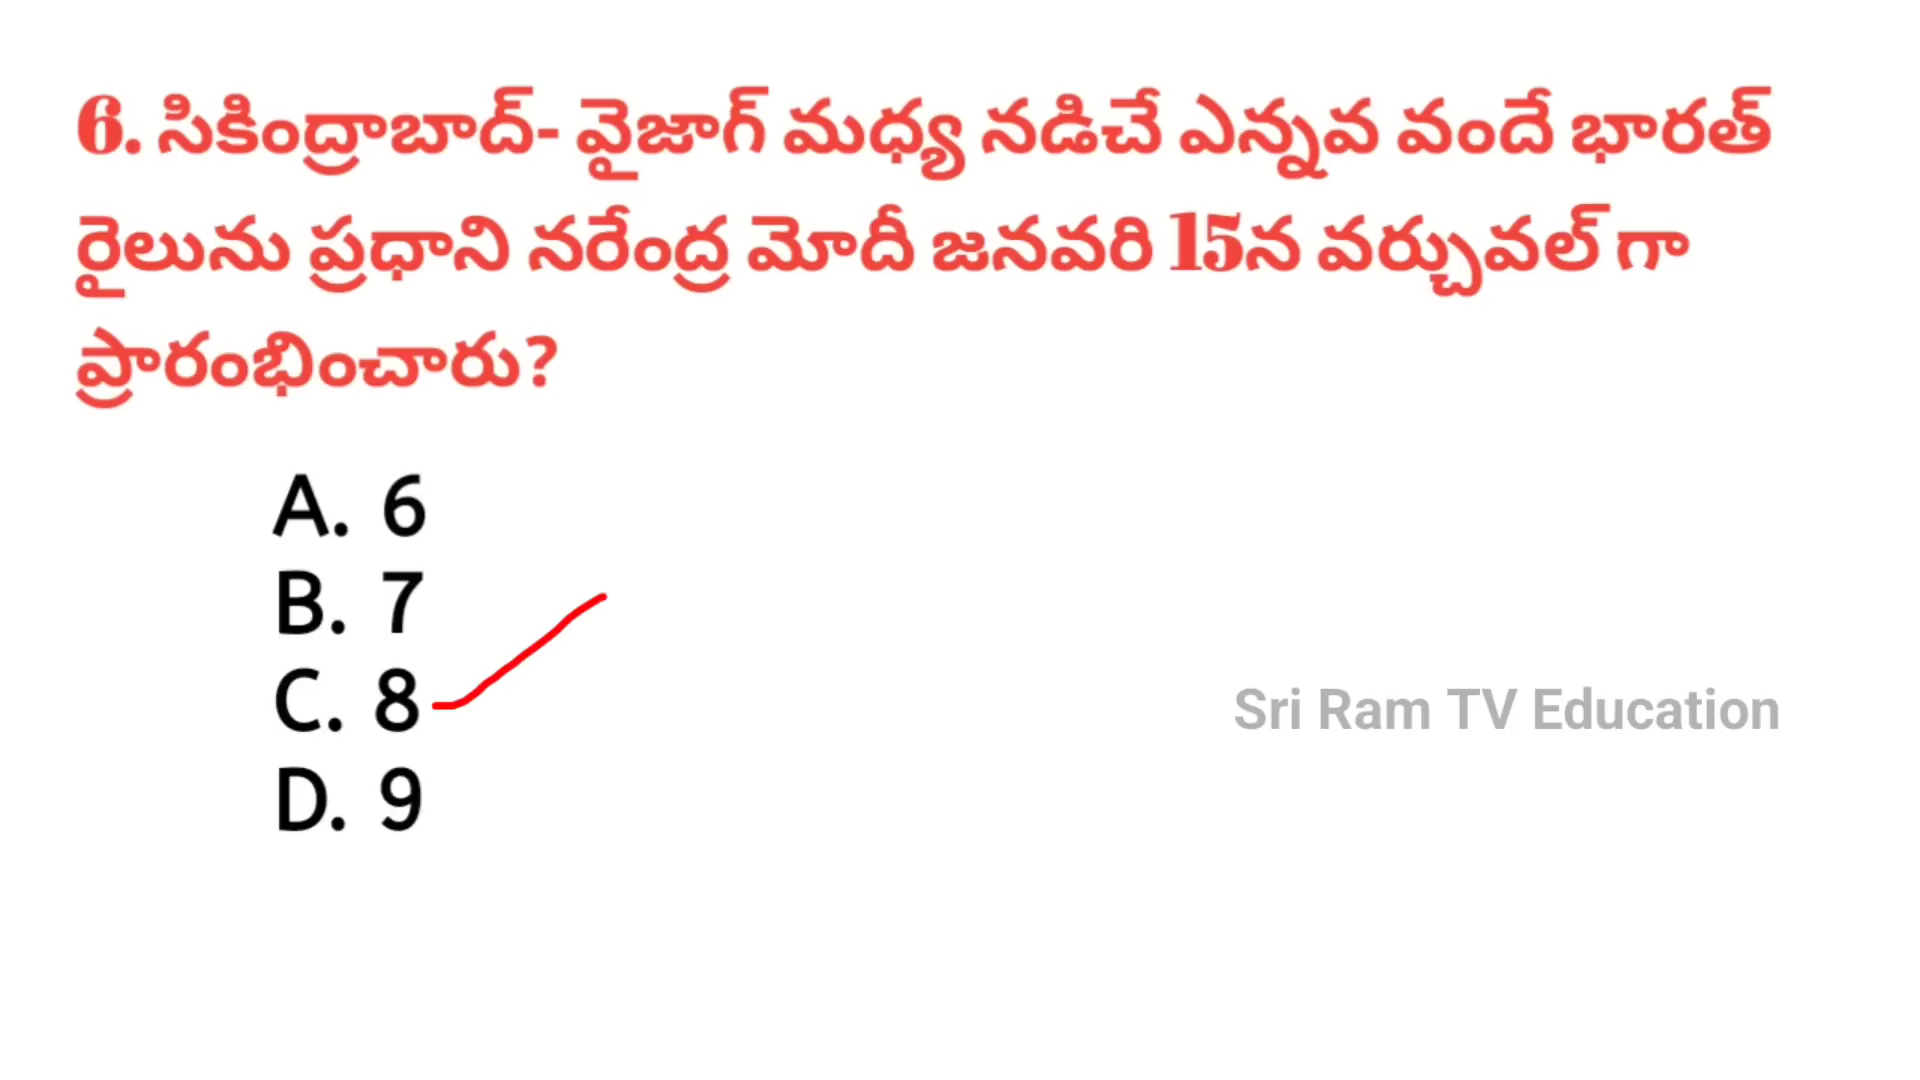 6. సికింద్రాబాద్- వైజాగ్ మధ్య నడిచే ఎన్నవ వందే భారత్
రైలును ప్రధాని నరేంద్ర మోదీ జనవరి 15న వర్చువల్ గా
ప్రారంభించారు?
A. 6
B. 7
C. 8
Sri Ram TV Education
D. 9